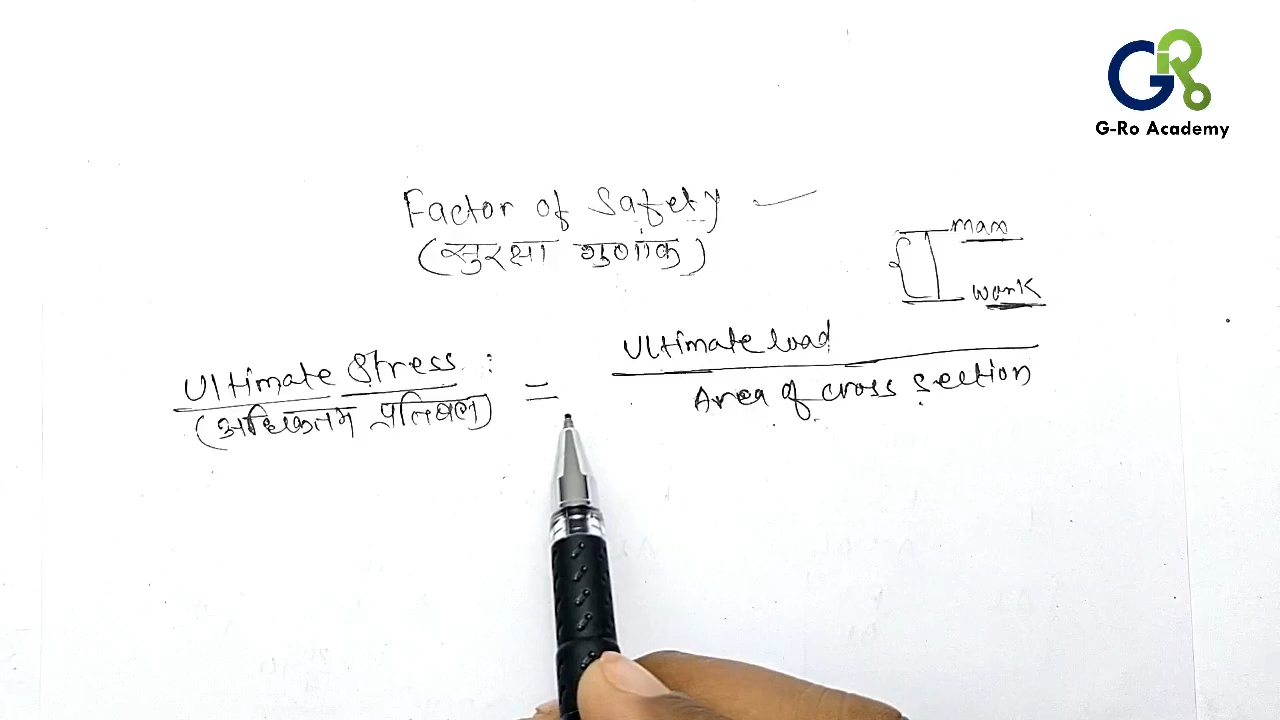 GRo
G-Ro Academy
Factor of Safety
(सुरक्षा गुणांक)
max
work
Ultimate Stress :
(अधिकतम प्रतिबल)
=
Ultimate load
Area of cross section